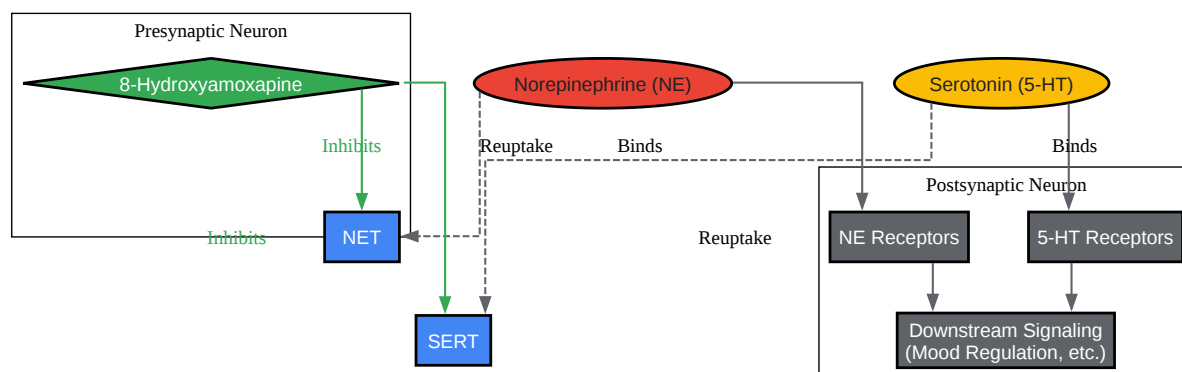 Presynaptic Neuron
8-Hydroxyamoxapine
Norepinephrine (NE)
Serotonin (5-HT)
Inhibits
Reuptake
Binds
Binds
Postsynaptic Neuron
NET
Inhibits
Reuptake
NE Receptors
5-HT Receptors
SERT
Downstream Signaling
(Mood Regulation, etc.)